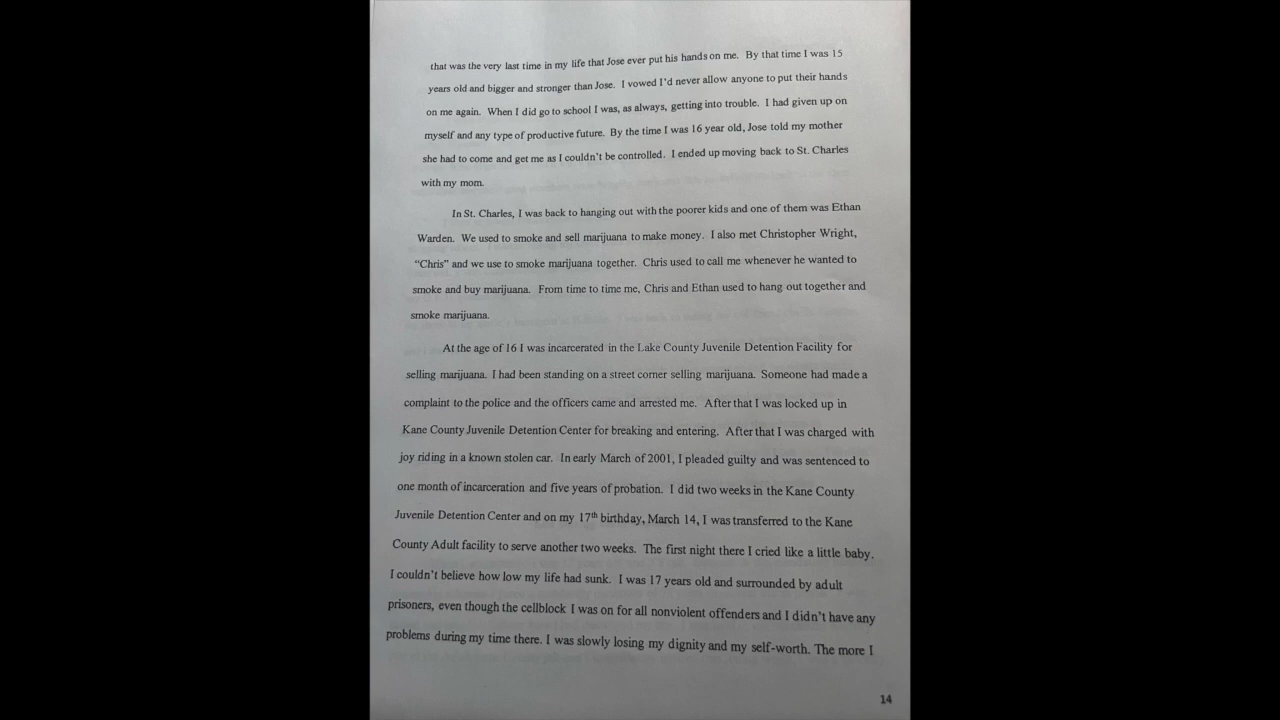 that was the very last time in my life that Jose ever put his hands on me. By that time I was 15
years old and bigger and stronger than Jose. I vowed I'd never allow anyone to put their hands
on me again. When I did go to school I was, as always, getting into trouble. I had given up on
myself and any type of productive future. By the time I was 16 year old, Jose told my mother
she had to come and get me as I couldn't be controlled. I ended up moving back to St. Charles
with my mom.
In St. Charles, I was back to hanging out with the poorer kids and one of them was Ethan
Warden. We used to smoke and sell marijuana to make money. I also met Christopher Wright,
“Chris” and we use to smoke marijuana together. Chris used to call me whenever he wanted to
smoke and buy marijuana. From time to time me, Chris and Ethan used to hang out together and
smoke marijuana.
At the age of 16 I was incarcerated in the Lake County Juvenile Detention Facility for
selling marijuana. I had been standing on a street corner selling marijuana. Someone had made a
complaint to the police and the officers came and arrested me. After that I was locked up in
Kane County Juvenile Detention Center for breaking and entering. After that I was charged with
joy riding in a known stolen car. In early March of 2001, I pleaded guilty and was sentenced to
one month of incarceration and five years of probation. I did two weeks in the Kane County
Juvenile Detention Center and on my 17th birthday, March 14, I was transferred to the Kane
County Adult facility to serve another two weeks. The first night there I cried like a little baby.
I couldn't believe how low my life had sunk. I was 17 years old and surrounded by adult
prisoners, even though the cellblock I was on for all nonviolent offenders and I didn't have any
problems during my time there. I was slowly losing my dignity and my self-worth. The more I
14